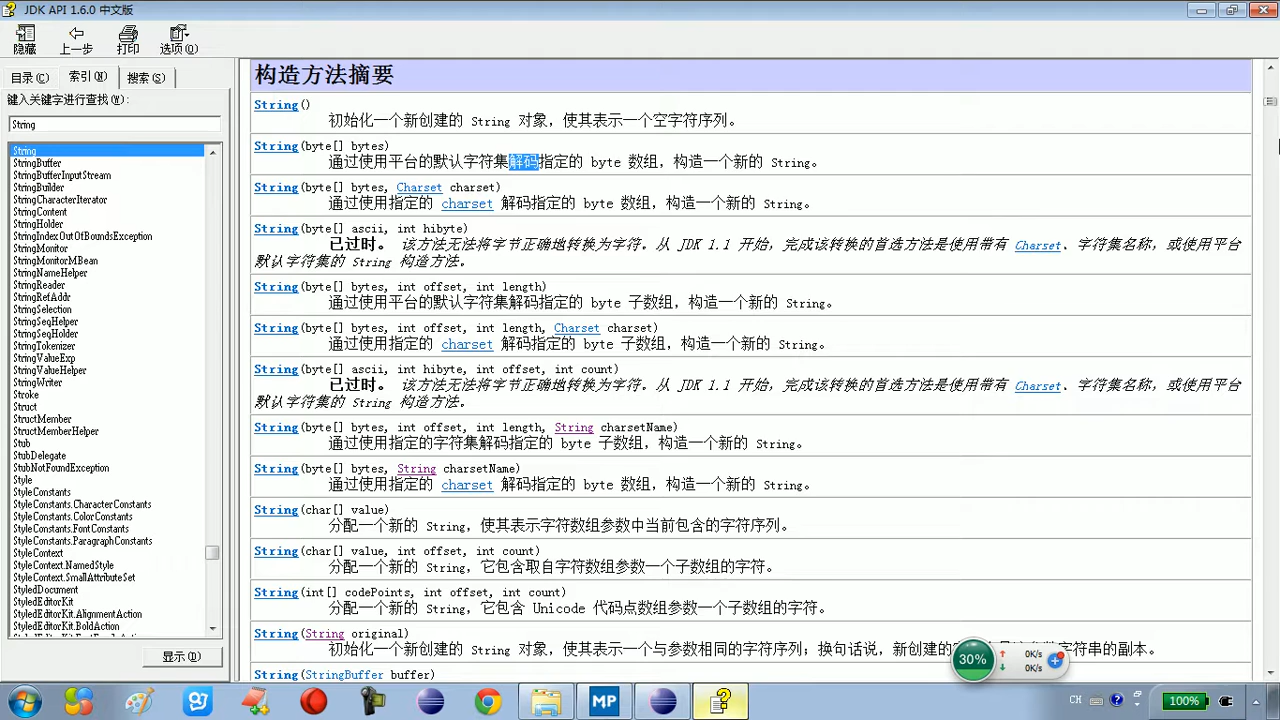 JDK API 1.6.0 中文版
隐藏 上一步 打印 选项(O)
目录(C) 索引(N) 搜索(S)
键入关键字进行查找(W):
String
String
StringBuffer
StringBufferInputStream
StringBuilder
StringCharacterIterator
StringContent
StringHolder
StringIndexOutOfBoundsException
StringMonitor
StringMonitorMBean
StringNameHelper
StringReader
StringRefAddr
StringSelection
StringSeqHelper
StringSeqHolder
StringTokenizer
StringValueExp
StringValueHelper
StringWriter
Stroke
Struct
StructMember
StructMemberHelper
Stub
StubDelegate
StubNotFoundException
Style
StyleConstants
StyleConstants.CharacterConstants
StyleConstants.ColorConstants
StyleConstants.FontConstants
StyleConstants.ParagraphConstants
StyleContext
StyleContext.NamedStyle
StyleContext.SmallAttributeSet
StyledDocument
StyledEditorKit
StyledEditorKit.AlignmentAction
StyledEditorKit.BoldAction
显示(D)
构造方法摘要
String()
初始化一个新创建的 String 对象，使其表示一个空字符序列。
String(byte[] bytes)
通过使用平台的默认字符集解码指定的 byte 数组，构造一个新的 String。
String(byte[] bytes, Charset charset)
通过使用指定的 charset 解码指定的 byte 数组，构造一个新的 String。
String(byte[] ascii, int hibyte)
已过时。 该方法无法将字节正确地转换为字符。从 JDK 1.1 开始，完成该转换的首选方法是使用带有 Charset、字符集名称，或使用平台
默认字符集的 String 构造方法。
String(byte[] bytes, int offset, int length)
通过使用平台的默认字符集解码指定的 byte 子数组，构造一个新的 String。
String(byte[] bytes, int offset, int length, Charset charset)
通过使用指定的 charset 解码指定的 byte 子数组，构造一个新的 String。
String(byte[] ascii, int hibyte, int offset, int count)
已过时。 该方法无法将字节正确地转换为字符。从 JDK 1.1 开始，完成该转换的首选方法是使用带有 Charset、字符集名称，或使用平台
默认字符集的 String 构造方法。
String(byte[] bytes, int offset, int length, String charsetName)
通过使用指定的字符集解码指定的 byte 子数组，构造一个新的 String。
String(byte[] bytes, String charsetName)
通过使用指定的 charset 解码指定的 byte 数组，构造一个新的 String。
String(char[] value)
分配一个新的 String，使其表示字符数组参数中当前包含的字符序列。
String(char[] value, int offset, int count)
分配一个新的 String，它包含取自字符数组参数一个子数组的字符。
String(int[] codePoints, int offset, int count)
分配一个新的 String，它包含 Unicode 代码点数组参数一个子数组的字符。
String(String original)
初始化一个新创建的 String 对象，使其表示一个与参数相同的字符序列；换句话说，新创建的 字符串的副本。
String(StringBuffer buffer)
30% 0K/s
0K/s
MP CH 100%